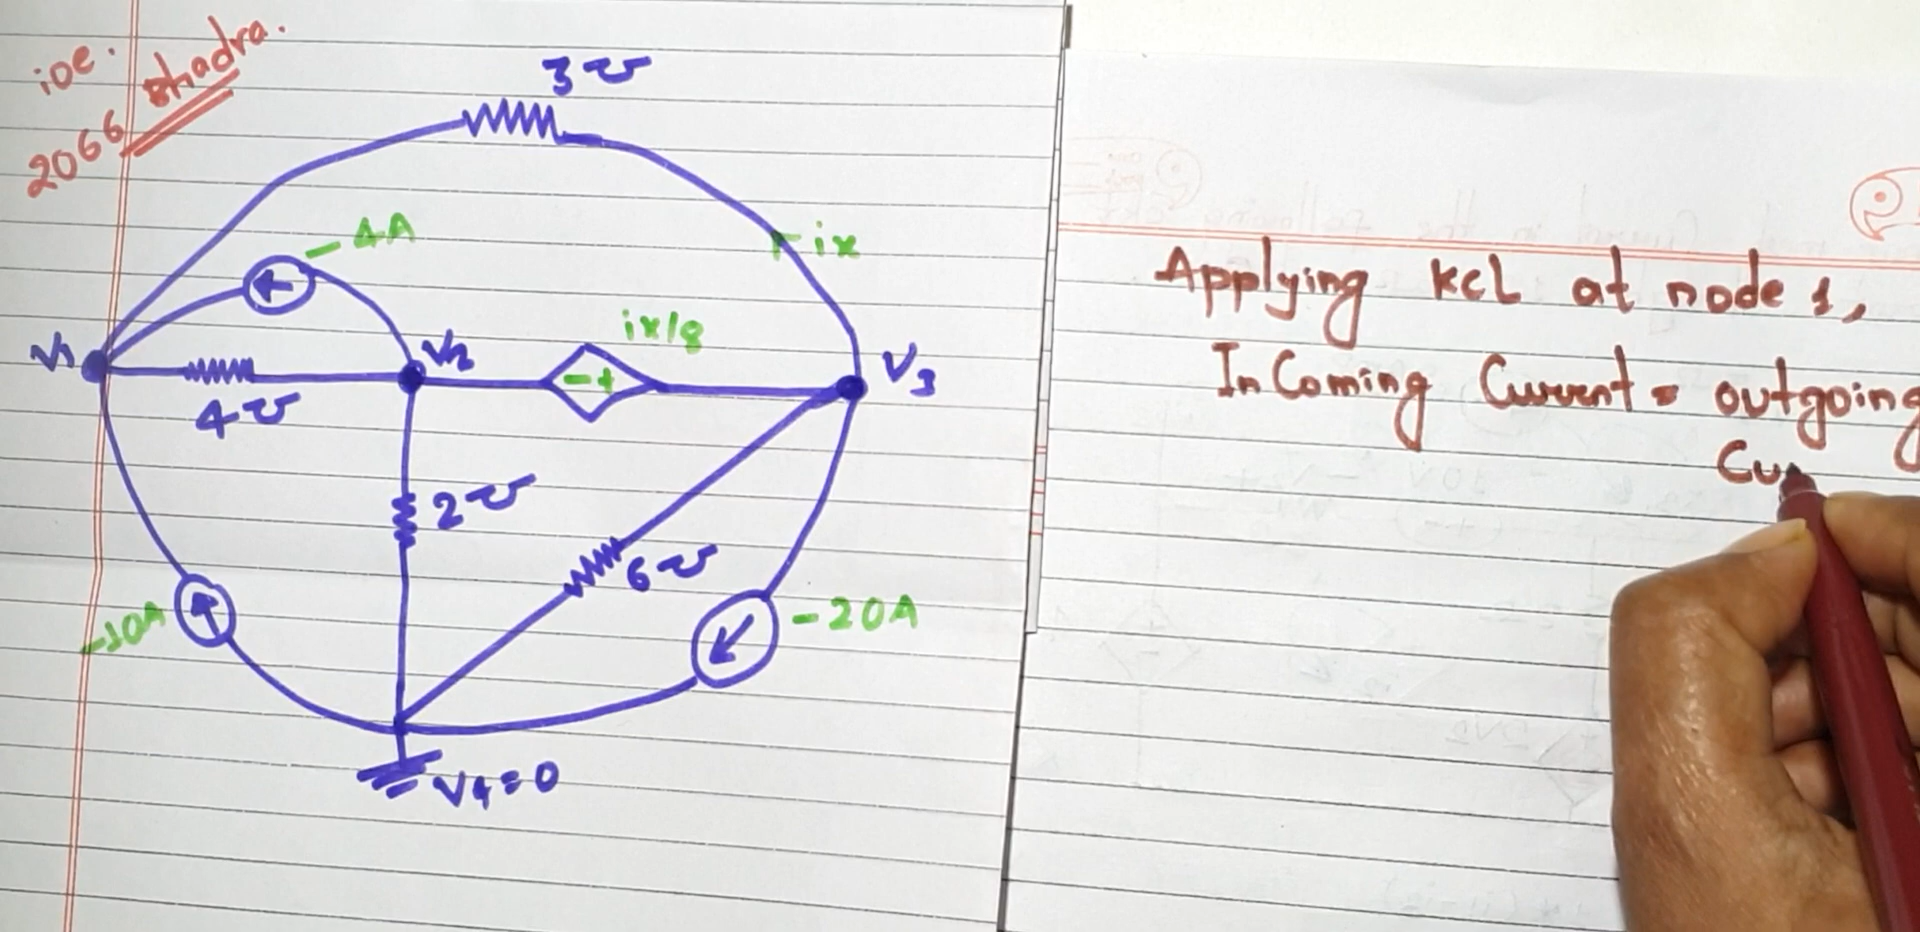 ioe.
2066 Bhadra.
3℧
-4A
ix
ix/8
V1
V2
V3
- +
4℧
2℧
6℧
-10A
-20A
V4=0
Applying KCL at node 1,
InComing Current = outgoing
Cu